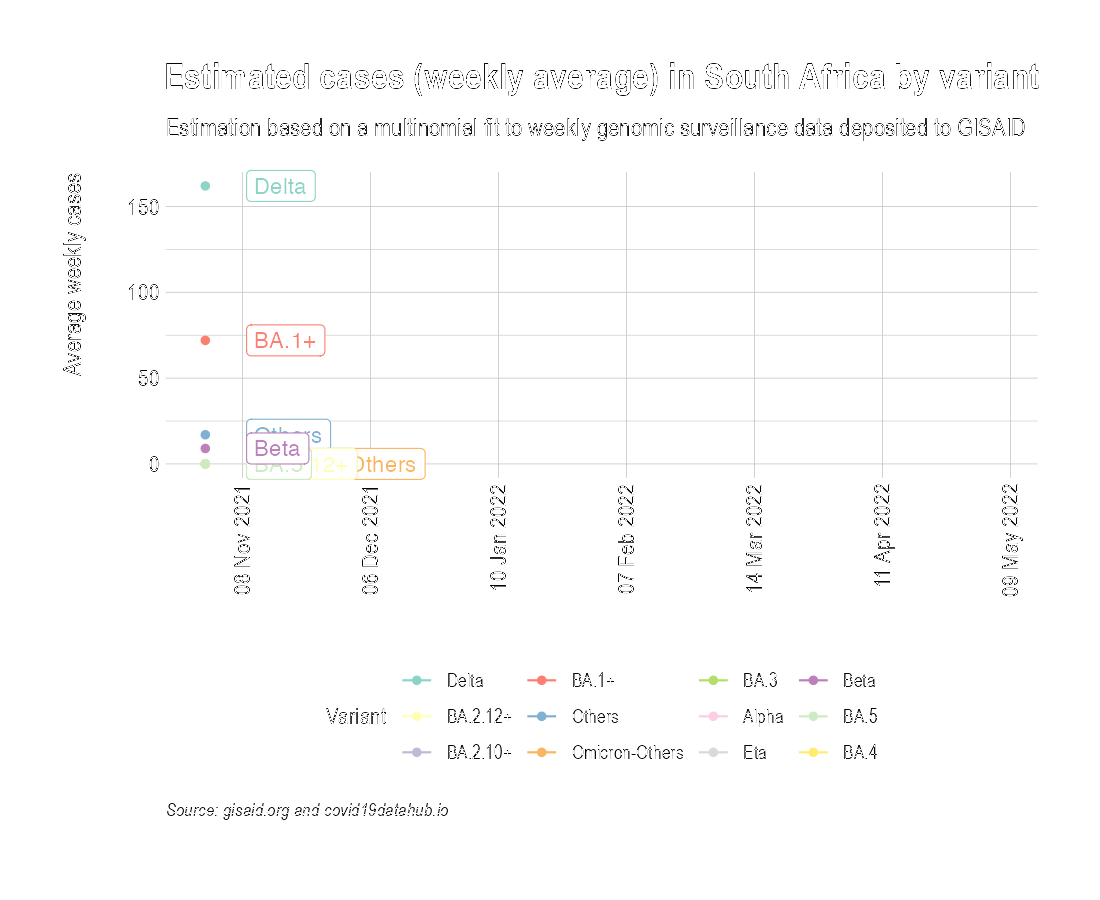 Estimated cases (weekly average) in South Africa by variant
Estimation based on a multinomial fit to weekly genomic surveillance data deposited to GISAID
Average weekly cases
150
100
50
0
Delta
BA.1+
Others
Beta
BA.5
12+
Others
08 Nov 2021
06 Dec 2021
10 Jan 2022
07 Feb 2022
14 Mar 2022
11 Apr 2022
09 May 2022
Variant
Delta
BA.1+
BA.3
Beta
BA.2.12+
Others
Alpha
BA.5
BA.2.10+
Omicron-Others
Eta
BA.4
Source: gisaid.org and covid19datahub.io